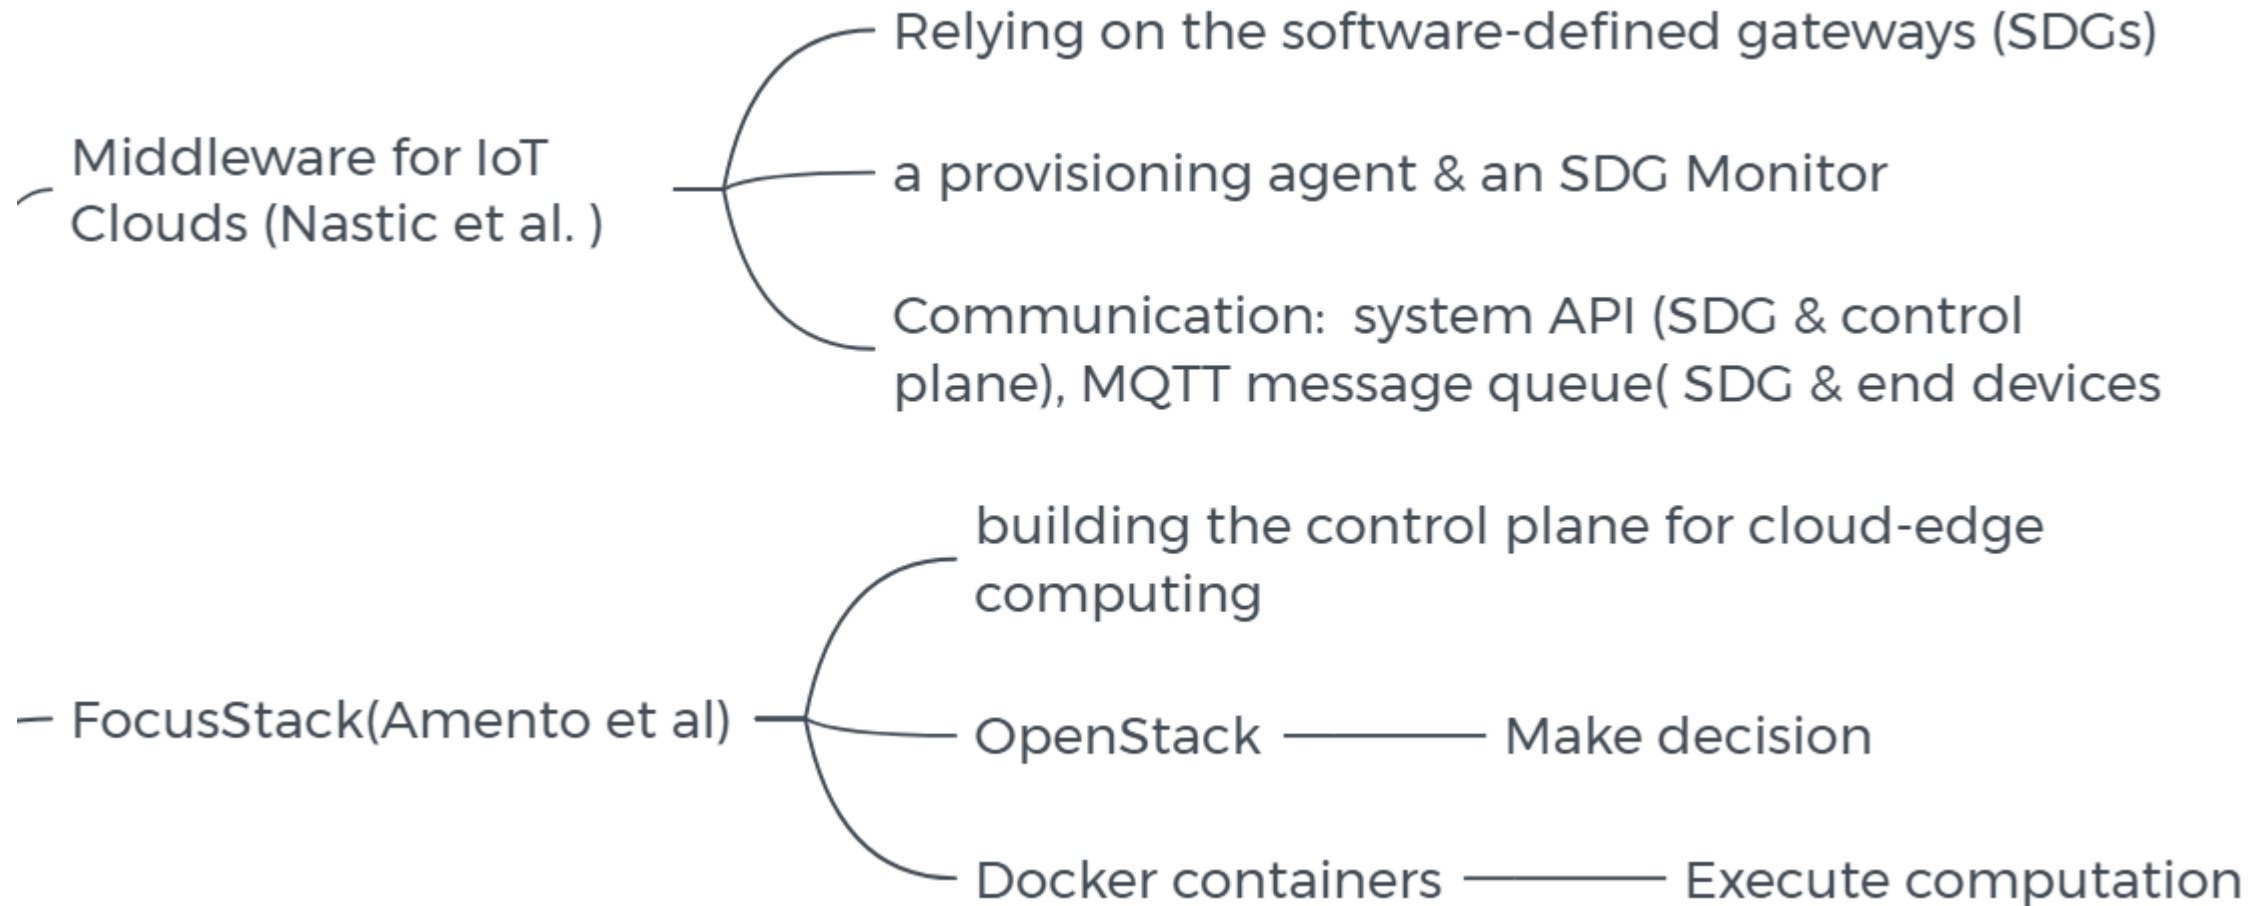 Relying on the software-defined gateways (SDGs)
Middleware for IoT
Clouds (Nastic et al. )
a provisioning agent & an SDG Monitor
Communication:  system API (SDG & control
plane), MQTT message queue( SDG & end devices
building the control plane for cloud-edge
computing
FocusStack(Amento et al)
OpenStack
Make decision
Docker containers
Execute computation